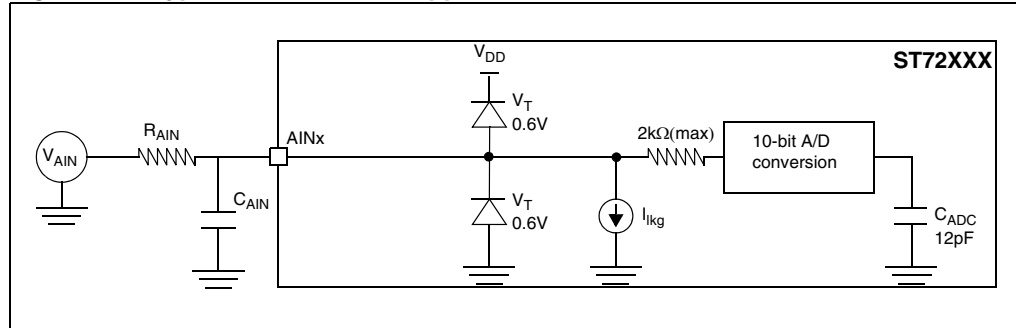 V_DD
ST72XXX
V_T
0.6V
R_AIN
AINx
2kΩ(max)
10-bit A/D
conversion
V_AIN
C_AIN
V_T
0.6V
I_lkg
C_ADC
12pF